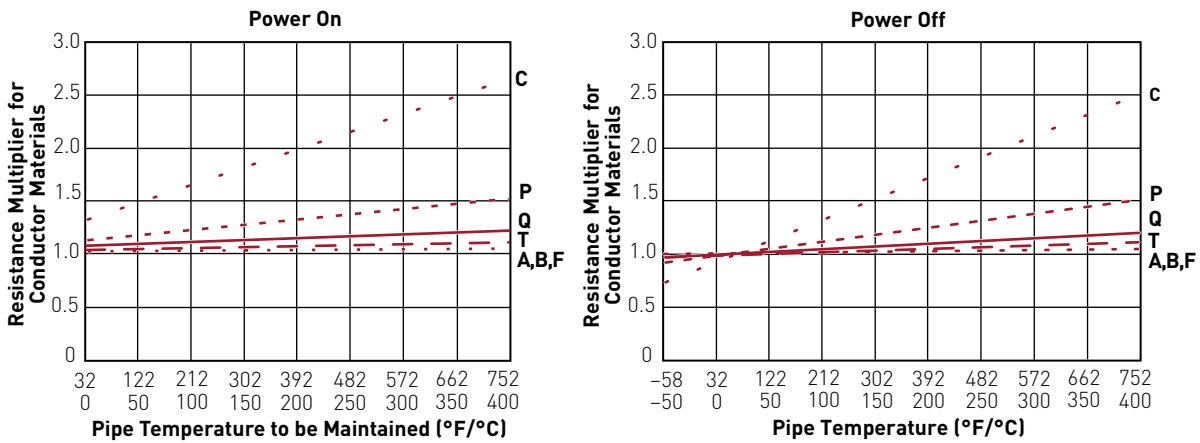 Power On
3.0
2.5
2.0
1.5
1.0
0.5
0
Resistance Multiplier for
Conductor Materials
C
P
Q
T
A,B,F
32 122 212 302 392 482 572 662 752
0 50 100 150 200 250 300 350 400
Pipe Temperature to be Maintained (°F/°C)
Power Off
3.0
2.5
2.0
1.5
1.0
0.5
0
Resistance Multiplier for
Conductor Materials
C
P
Q
T
A,B,F
–58 32 122 212 392 482 572 662 752
–50 0 50 100 150 200 250 300 350 400
Pipe Temperature (°F/°C)